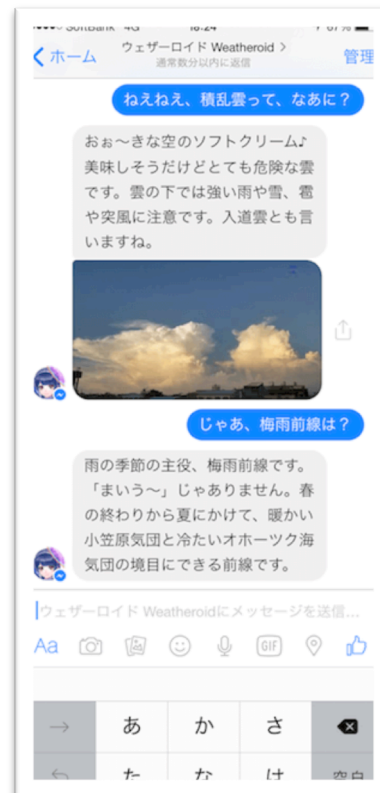 SoftBank 4G 18:24 67%
ホーム
ウェザーロイド Weatheroid >
管理
通常数分以内に返信
ねえねえ、積乱雲って、なあに？
おぉ〜きな空のソフトクリーム♪
美味しそうだけどとても危険な雲
です。雲の下では強い雨や雪、雹
や突風に注意です。入道雲とも言
いますね。
じゃあ、梅雨前線は？
雨の季節の主役、梅雨前線です。
「まいう〜」じゃありません。春
の終わりから夏にかけて、暖かい
小笠原気団と冷たいオホーツク海
気団の境目にできる前線です。
ウェザーロイド Weatheroidにメッセージを送信...
Aa
GIF
→ あ か さ
た な は 空白